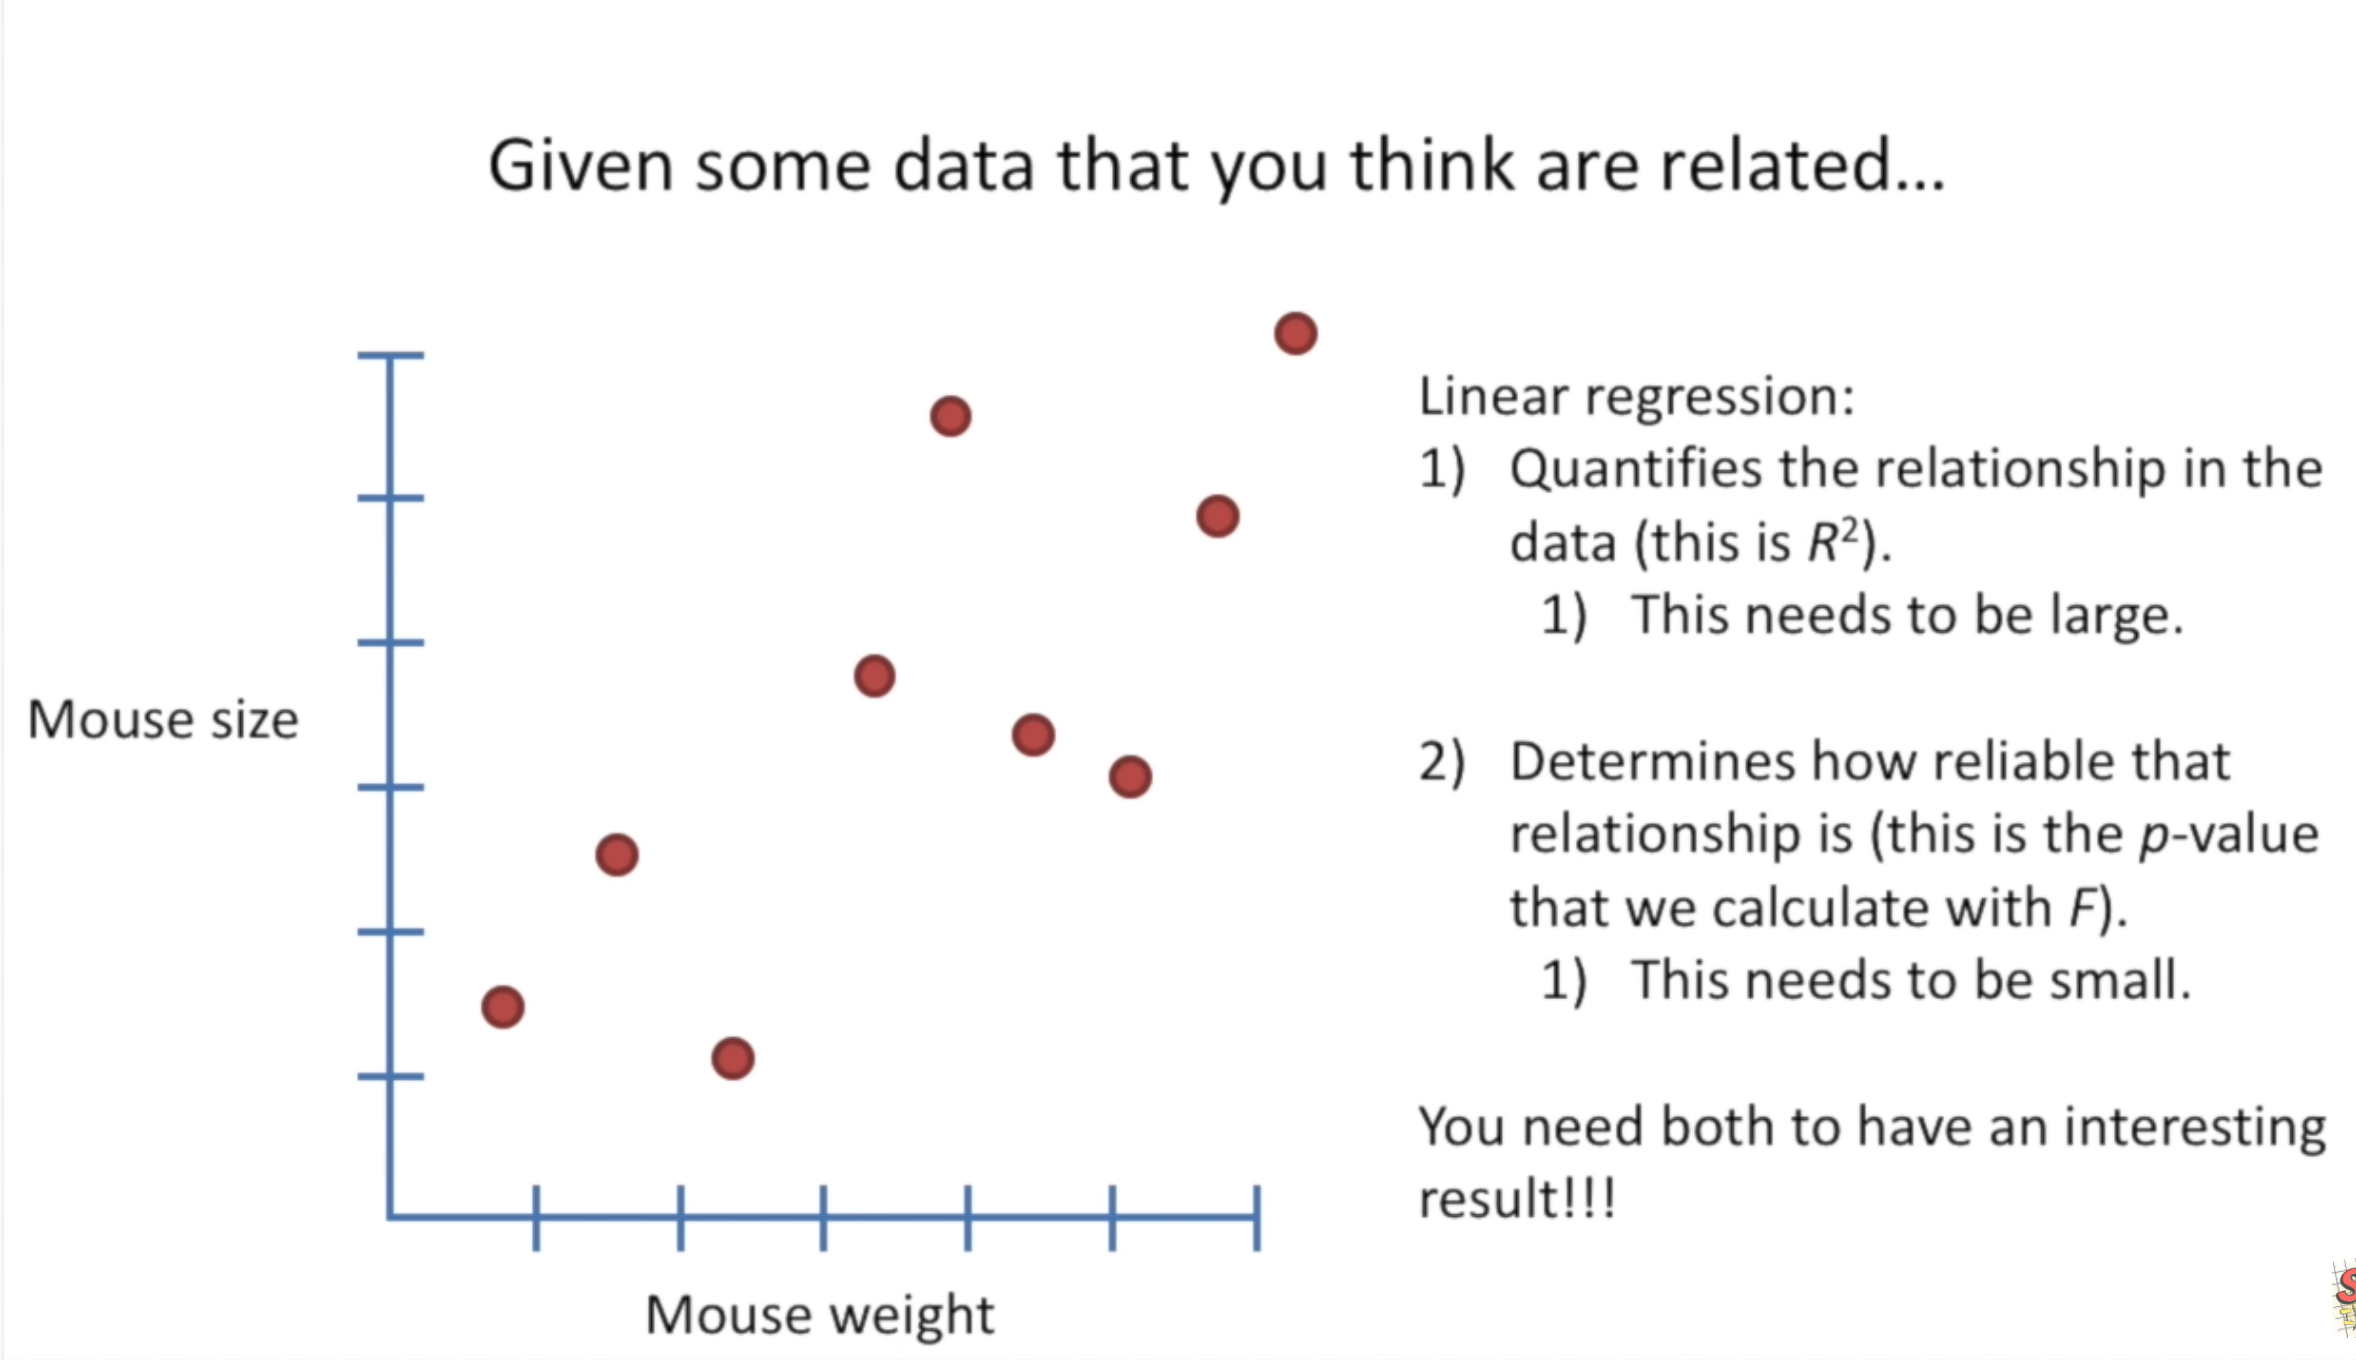 Given some data that you think are related...
Linear regression:
1) Quantifies the relationship in the
data (this is R²).
1) This needs to be large.
Mouse size
2) Determines how reliable that
relationship is (this is the p-value
that we calculate with F).
1) This needs to be small.
You need both to have an interesting
result!!!
Mouse weight